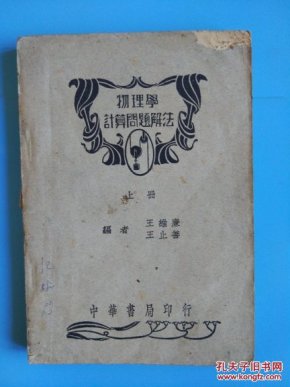 物理學
計算問題解法
上冊
編者
王維廉
王止善
中華書局印行
孔夫子旧书网